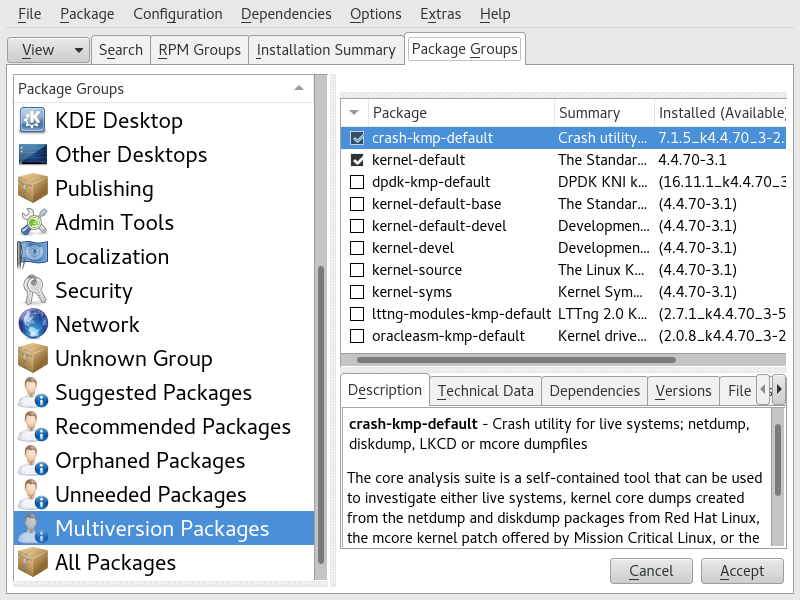 File Package Configuration Dependencies Options Extras Help
View Search RPM Groups Installation Summary Package Groups
Package Groups
KDE Desktop
Other Desktops
Publishing
Admin Tools
Localization
Security
Network
Unknown Group
Suggested Packages
Recommended Packages
Orphaned Packages
Unneeded Packages
Multiversion Packages
All Packages
Package Summary Installed (Available)
crash-kmp-default Crash utility... 7.1.5_k4.4.70_3-2.
kernel-default The Standar... 4.4.70-3.1
dpdk-kmp-default DPDK KNI k... (16.11.1_k4.4.70_3
kernel-default-base The Standar... (4.4.70-3.1)
kernel-default-devel Developmen... (4.4.70-3.1)
kernel-devel Developmen... (4.4.70-3.1)
kernel-source The Linux K... (4.4.70-3.1)
kernel-syms Kernel Sym... (4.4.70-3.1)
lttng-modules-kmp-default LTTng 2.0 K... (2.7.1_k4.4.70_3-5
oracleasm-kmp-default Kernel drive... (2.0.8_k4.4.70_3-2
Description Technical Data Dependencies Versions File
crash-kmp-default - Crash utility for live systems; netdump,
diskdump, LKCD or mcore dumpfiles
The core analysis suite is a self-contained tool that can be used
to investigate either live systems, kernel core dumps created
from the netdump and diskdump packages from Red Hat Linux,
the mcore kernel patch offered by Mission Critical Linux, or the
Cancel Accept